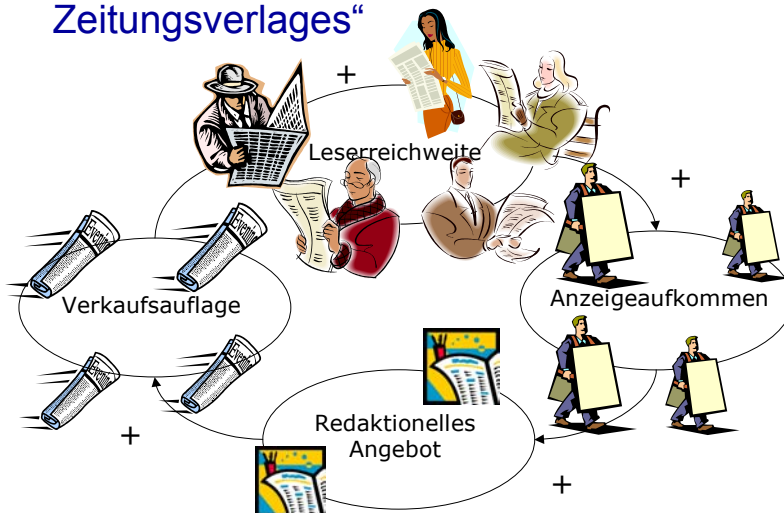 Zeitungsverlages“
+
Leserreichweite
+
Verkaufsauflage
Anzeigeaufkommen
Redaktionelles
Angebot
+
+